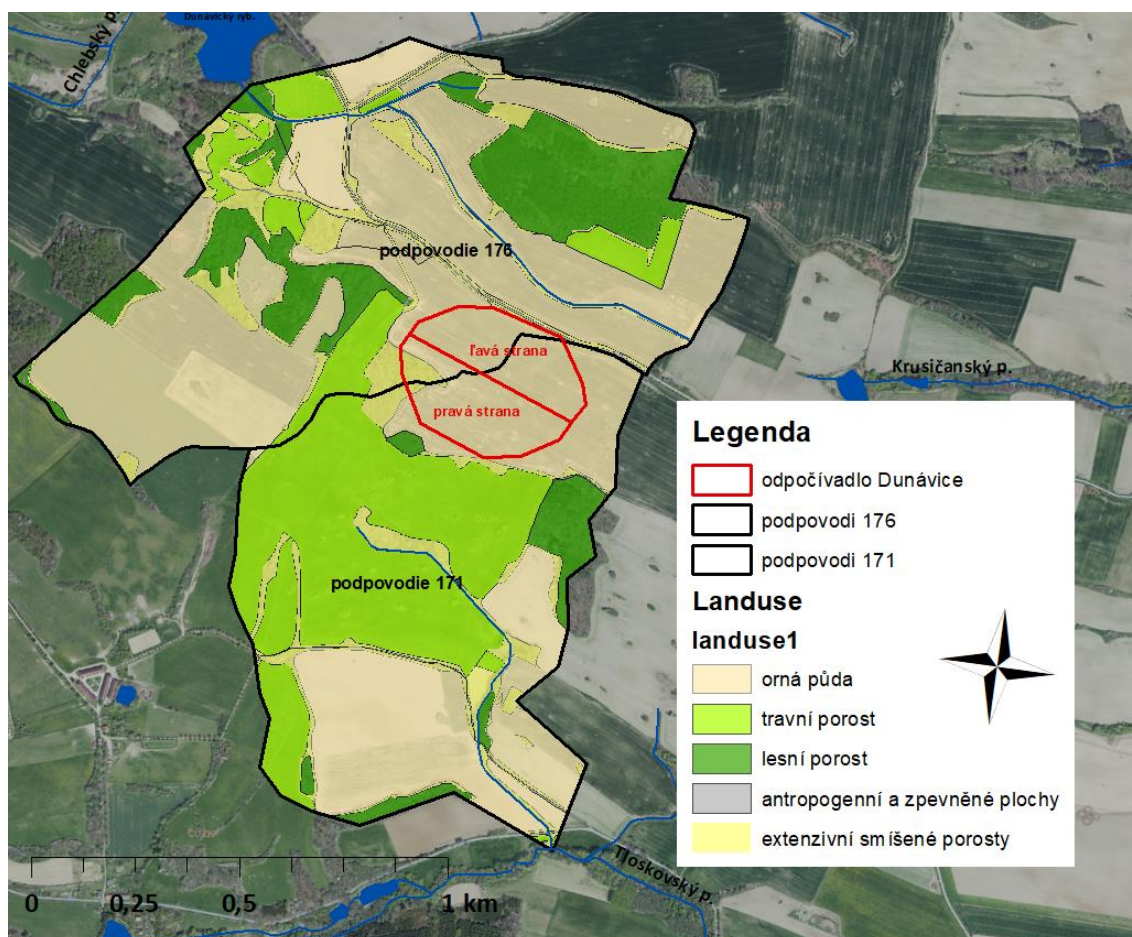 Dunávický ryb.
Chlebský p.
podpovodie 176
ľavá strana
Krusičanský p.
pravá strana
Legenda
odpočívadlo Dunávice
podpovodi 176
podpovodi 171
Landuse
landuse1
orná půda
travní porost
lesní porost
antropogenní a zpevněné plochy
extenzivní smíšené porosty
podpovodie 171
Tloskovský p.
0 0,25 0,5 1 km